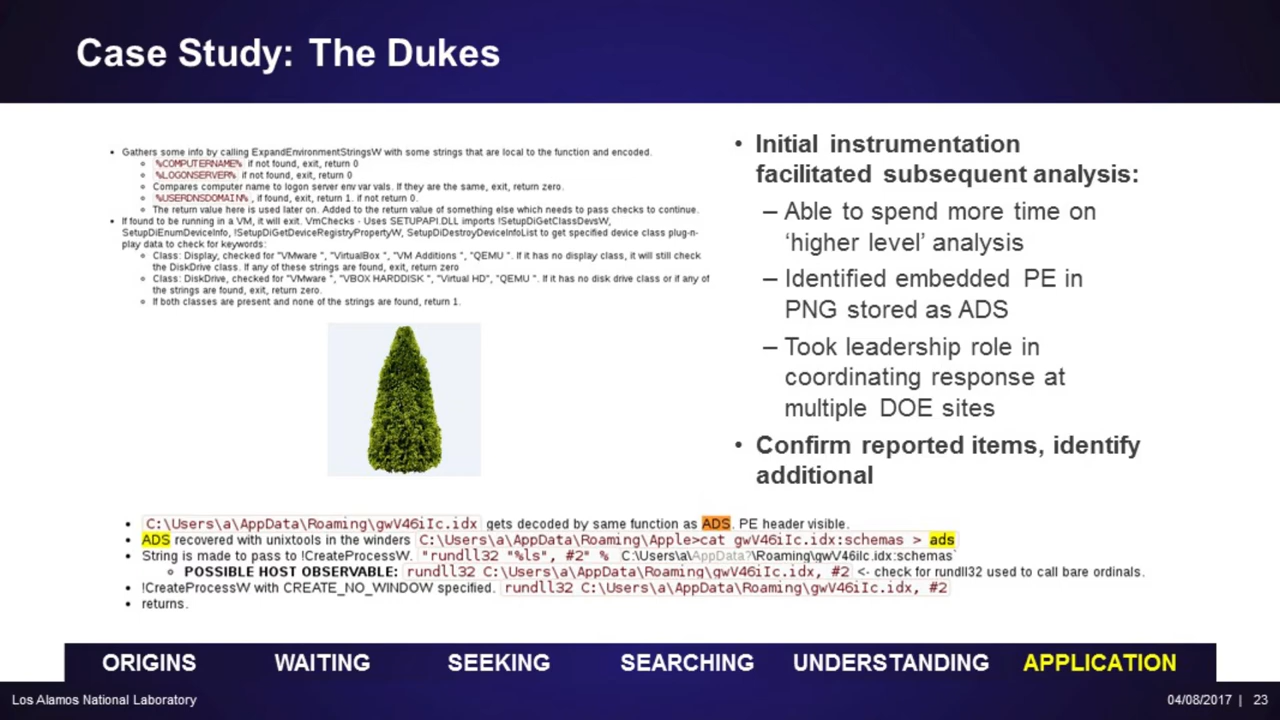 Case Study: The Dukes
• Gathers some info by calling ExpandEnvironmentStringsW with some strings that are local to the function and encoded.
○ %COMPUTERNAME% if not found, exit, return 0
○ %LOGONSERVER% if not found, exit, return 0
○ Compares computer name to logon server env var vals. If they are the same, exit, return zero.
○ %USERDNSDOMAIN% , if found, exit, return 1. if not return 0.
○ The return value here is used later on. Added to the return value of something else which needs to pass checks to continue.
• If found to be running in a VM, it will exit. VmChecks - Uses SETUPAPI.DLL imports !SetupDiGetClassDevsW,
SetupDiEnumDeviceInfo, !SetupDiGetDeviceRegistryPropertyW, SetupDiDestroyDeviceInfoList to get specified device class plug-n-
play data to check for keywords:
○ Class: Display, checked for "VMware ", "VirtualBox ", "VM Additions ", "QEMU ". If it has no display class, it will still check
the DiskDrive class. If any of these strings are found, exit, return zero
○ Class: DiskDrive, checked for "VMware ", "VBOX HARDDISK ", "Virtual HD", "QEMU ". If it has no disk drive class or if any of
the strings are found, exit, return zero.
○ If both classes are present and none of the strings are found, return 1.
• Initial instrumentation
facilitated subsequent analysis:
– Able to spend more time on
‘higher level’ analysis
– Identified embedded PE in
PNG stored as ADS
– Took leadership role in
coordinating response at
multiple DOE sites
• Confirm reported items, identify
additional
• C:\Users\a\AppData\Roaming\gwV46iIc.idx gets decoded by same function as ADS. PE header visible.
• ADS recovered with unixtools in the winders C:\Users\a\AppData\Roaming\Apple>cat gwV46iIc.idx:schemas > ads
• String is made to pass to !CreateProcessW. "rundll32 "%ls", #2" % C:\Users\a\AppData?\Roaming\gwV46iIc.idx:schemas`
○ POSSIBLE HOST OBSERVABLE: rundll32 C:\Users\a\AppData\Roaming\gwV46iIc.idx, #2 <- check for rundll32 used to call bare ordinals.
• !CreateProcessW with CREATE_NO_WINDOW specified. rundll32 C:\Users\a\AppData\Roaming\gwV46iIc.idx, #2
• returns.
ORIGINS WAITING SEEKING SEARCHING UNDERSTANDING APPLICATION
Los Alamos National Laboratory 04/08/2017 | 23